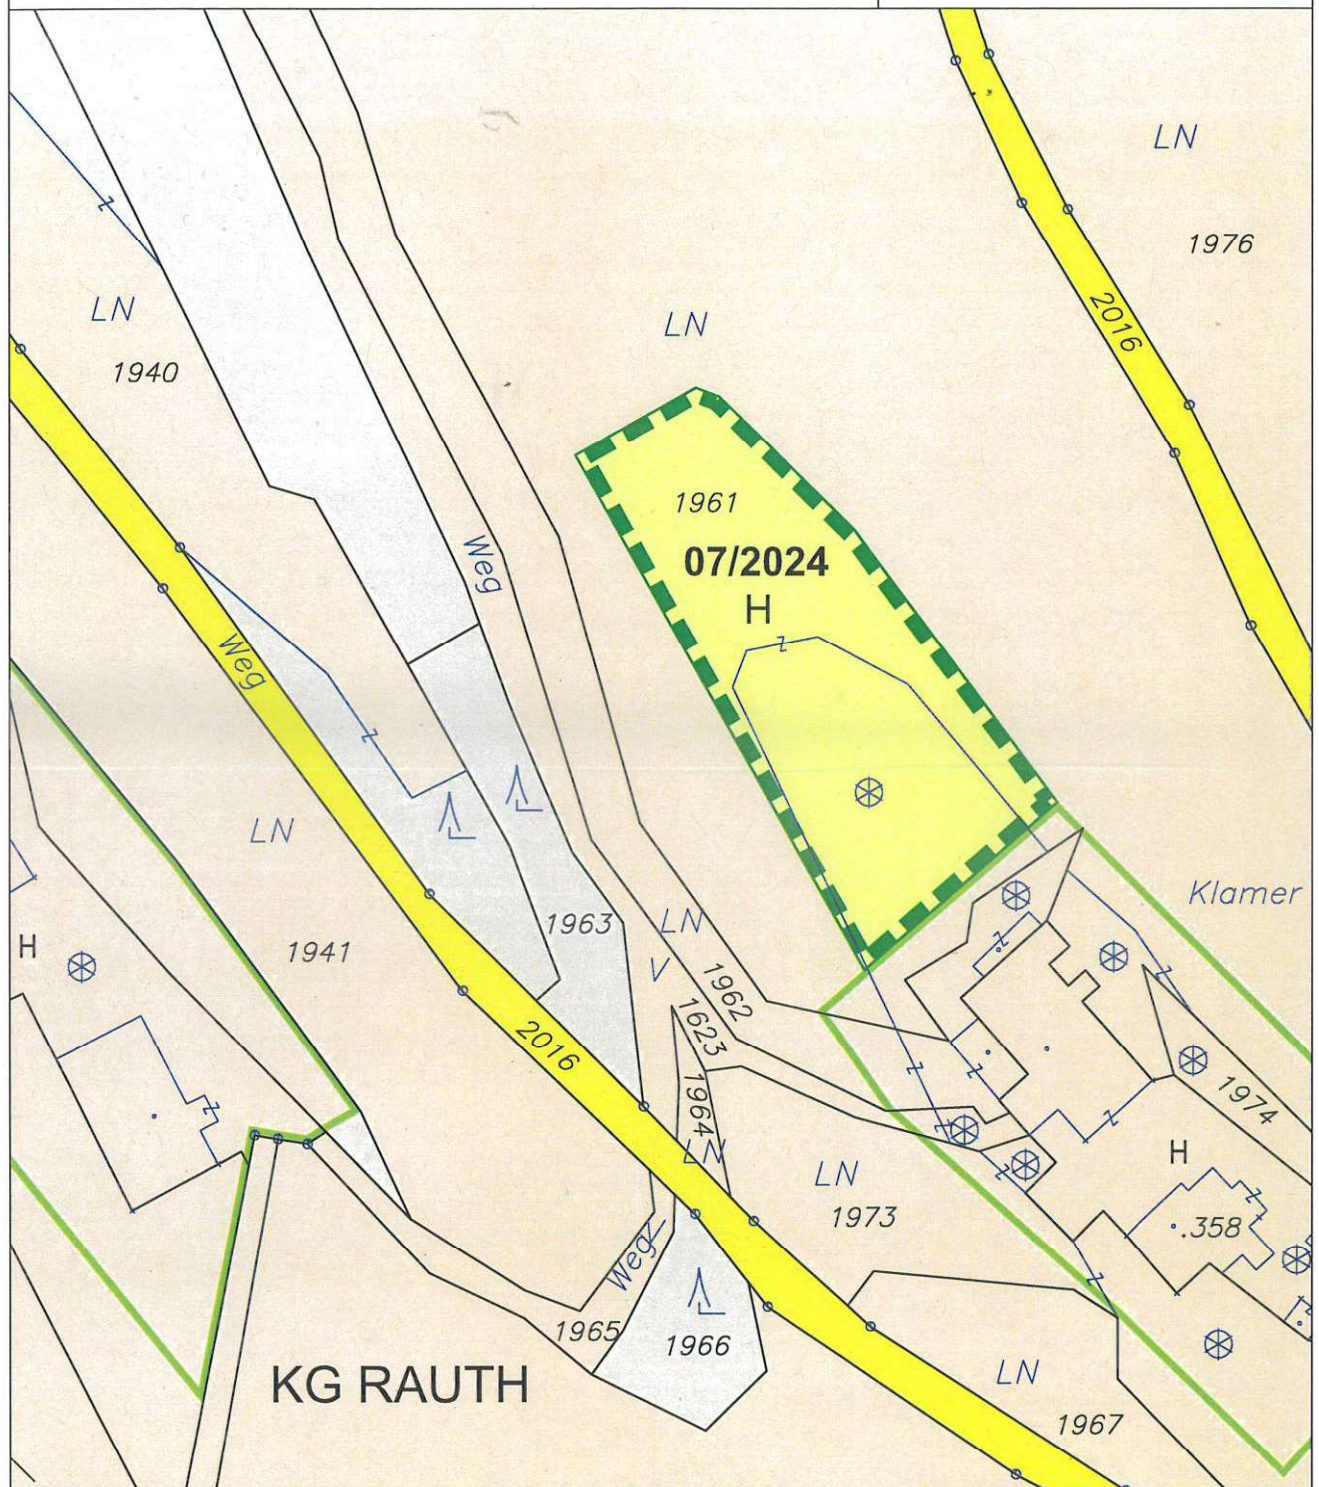 LN
1976
LN
1940
LN
2016
1961
07/2024
H
Weg
Weg
LN
1941
H
1963
LN
V
1962
1623
1964
LN
2016
Klamer
1974
H
.358
LN
1973
Weg
1965
1966
KG RAUTH
LN
1967